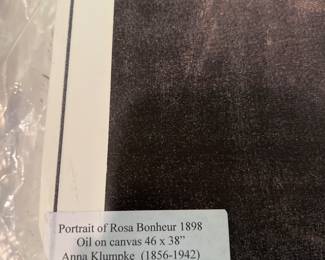 Portrait of Rosa Bonheur 1898
Oil on canvas 46 x 38”
Anna Klumpke (1856-1942)